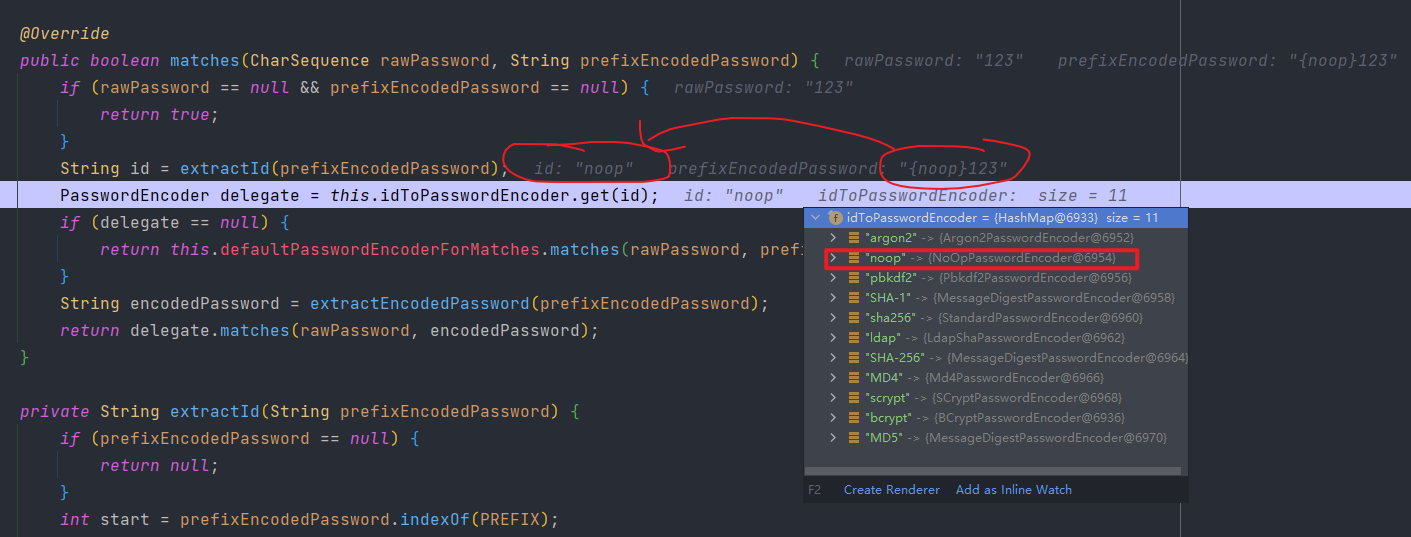 @Override
public boolean matches(CharSequence rawPassword, String prefixEncodedPassword) { rawPassword: "123" prefixEncodedPassword: "{noop}123"
if (rawPassword == null && prefixEncodedPassword == null) { rawPassword: "123"
return true;
}
String id = extractId(prefixEncodedPassword); id: "noop" prefixEncodedPassword: "{noop}123"
PasswordEncoder delegate = this.idToPasswordEncoder.get(id); id: "noop" idToPasswordEncoder: size = 11
if (delegate == null) {
return this.defaultPasswordEncoderForMatches.matches(rawPassword, prefi
}
String encodedPassword = extractEncodedPassword(prefixEncodedPassword);
return delegate.matches(rawPassword, encodedPassword);
}
private String extractId(String prefixEncodedPassword) {
if (prefixEncodedPassword == null) {
return null;
}
int start = prefixEncodedPassword.indexOf(PREFIX);
f idToPasswordEncoder = {HashMap@6933} size = 11
"argon2" -> {Argon2PasswordEncoder@6952}
"noop" -> {NoOpPasswordEncoder@6954}
"pbkdf2" -> {Pbkdf2PasswordEncoder@6956}
"SHA-1" -> {MessageDigestPasswordEncoder@6958}
"sha256" -> {StandardPasswordEncoder@6960}
"ldap" -> {LdapShaPasswordEncoder@6962}
"SHA-256" -> {MessageDigestPasswordEncoder@6964}
"MD4" -> {Md4PasswordEncoder@6966}
"scrypt" -> {SCryptPasswordEncoder@6968}
"bcrypt" -> {BCryptPasswordEncoder@6936}
"MD5" -> {MessageDigestPasswordEncoder@6970}
F2 Create Renderer Add as Inline Watch